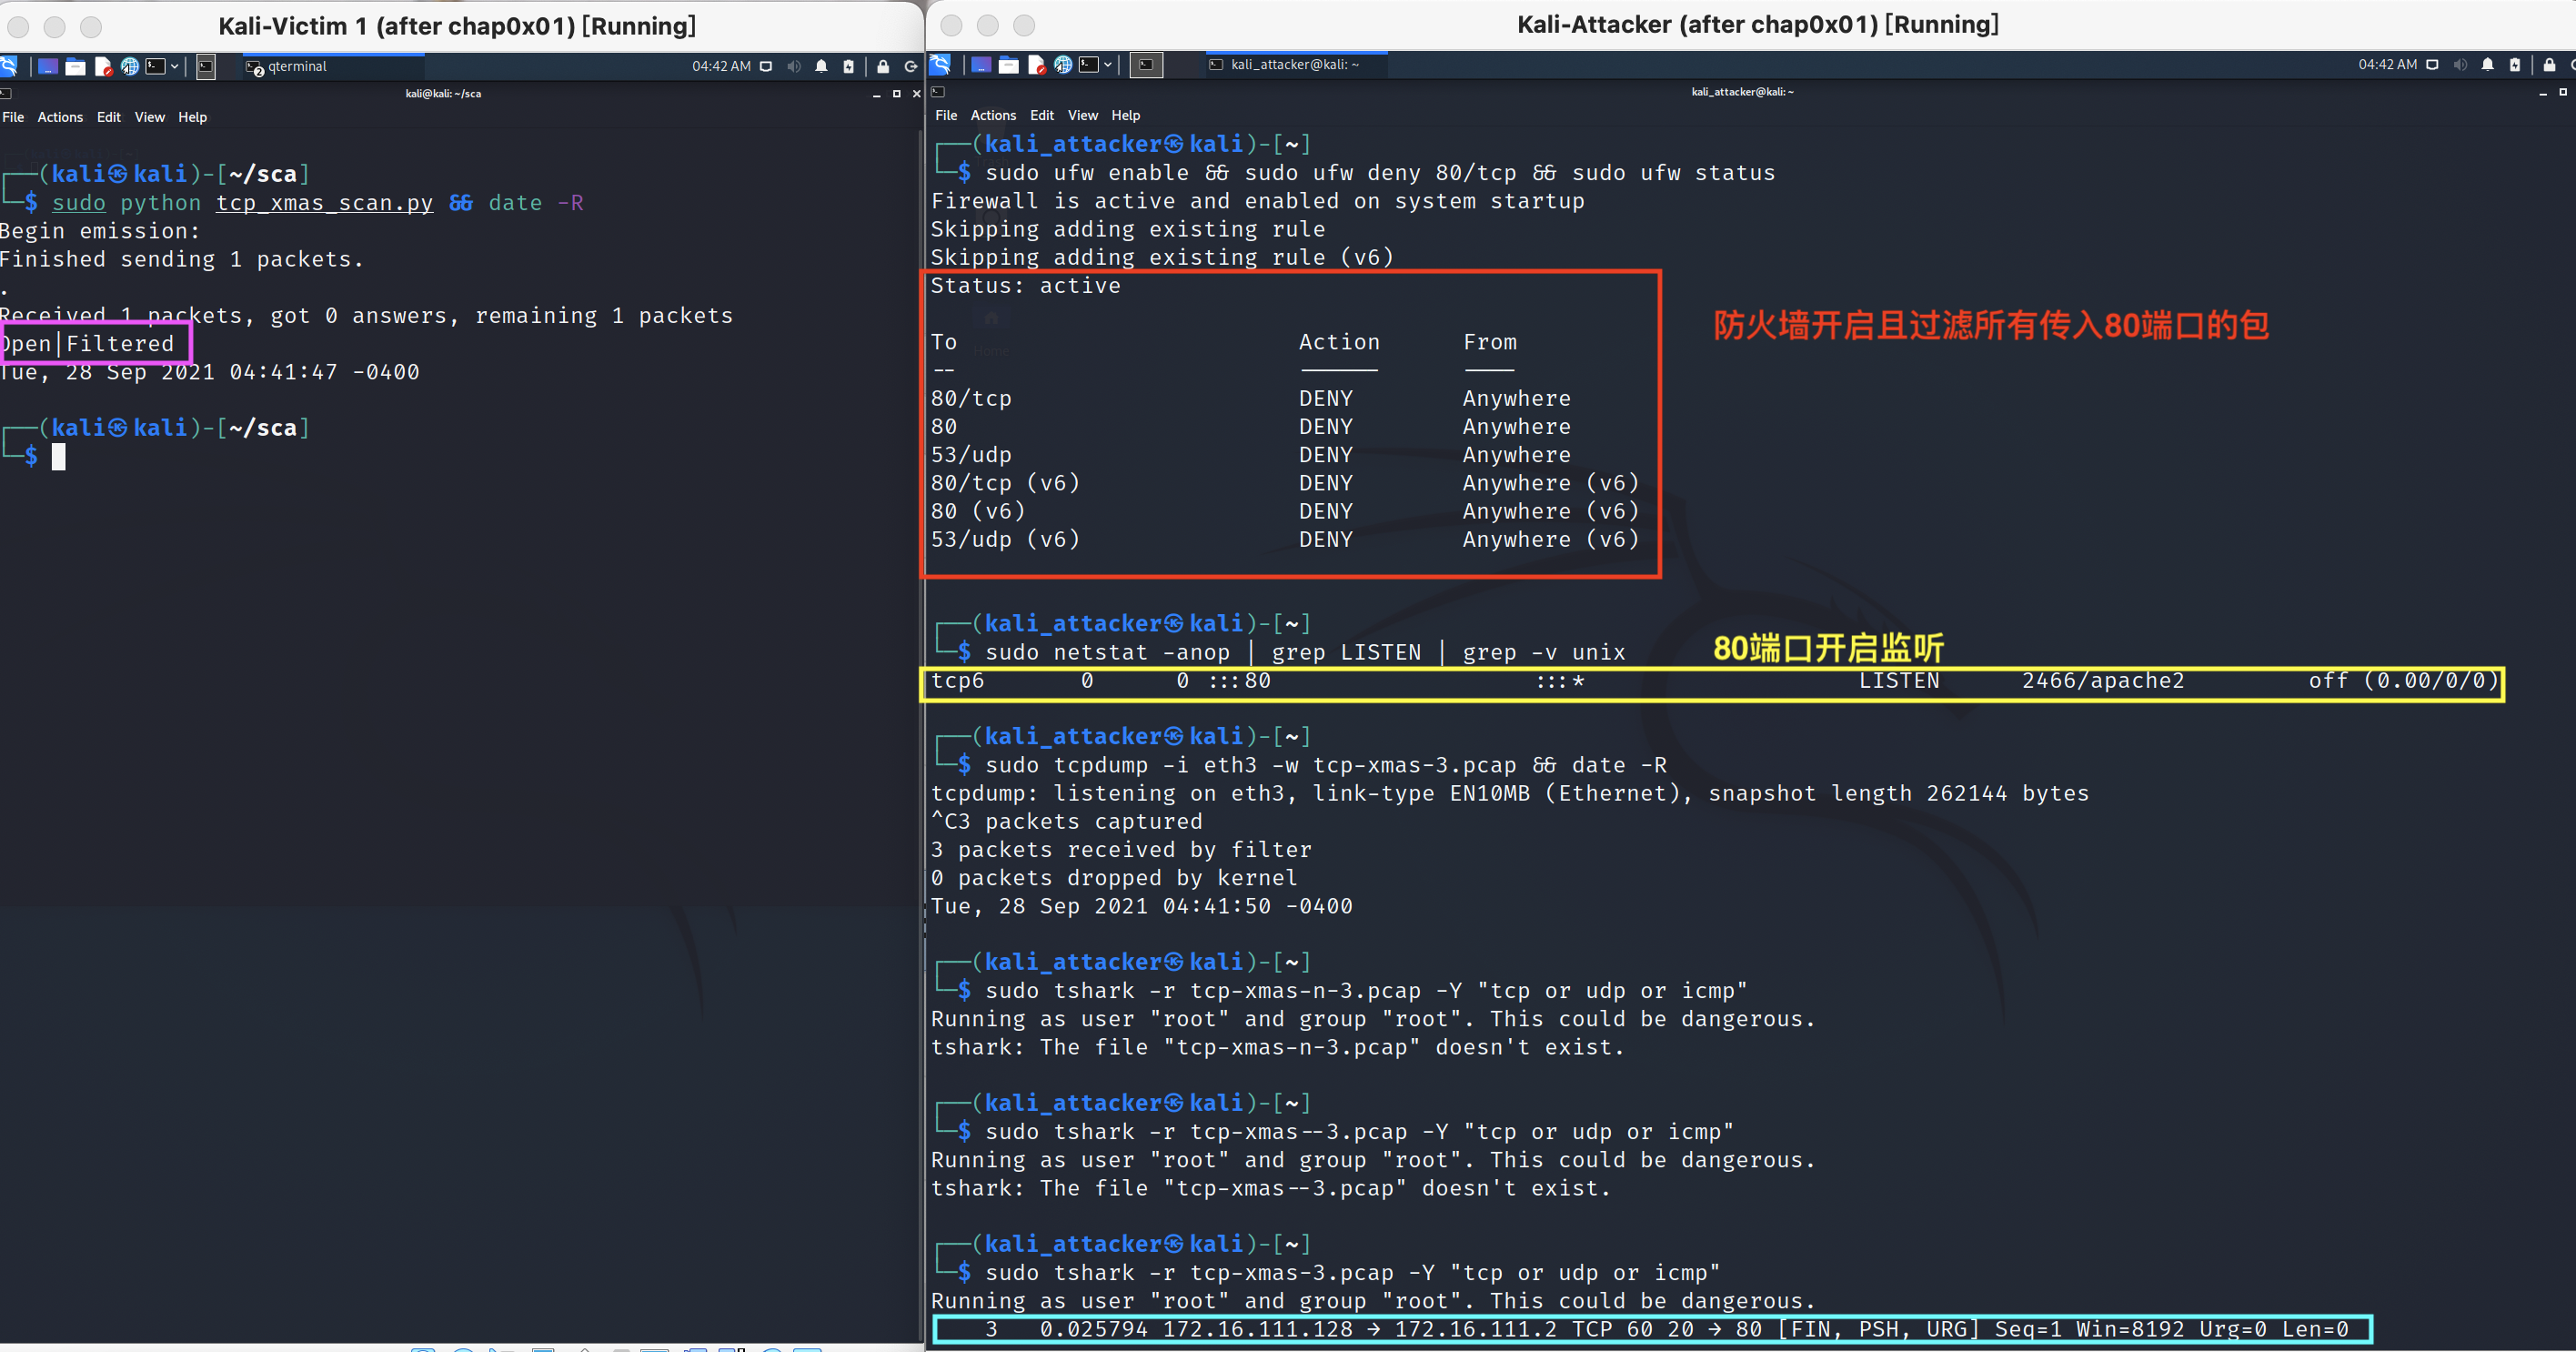 Kali-Victim 1 (after chap0x01) [Running]
qterminal
04:42 AM
kali@kali: ~/sca
File Actions Edit View Help
┌──(kali㉿kali)-[~/sca]
└─$ sudo python tcp_xmas_scan.py && date -R
Begin emission:
Finished sending 1 packets.
.
Received 1 packets, got 0 answers, remaining 1 packets
Open|Filtered
Tue, 28 Sep 2021 04:41:47 -0400
┌──(kali㉿kali)-[~/sca]
└─$
Kali-Attacker (after chap0x01) [Running]
kali_attacker@kali: ~
04:42 AM
kali_attacker@kali:~
File Actions Edit View Help
┌──(kali_attacker㉿kali)-[~]
└─$ sudo ufw enable && sudo ufw deny 80/tcp && sudo ufw status
Firewall is active and enabled on system startup
Skipping adding existing rule
Skipping adding existing rule (v6)
Status: active
防火墙开启且过滤所有传入80端口的包
To Action From
-- ------ ----
80/tcp DENY Anywhere
80 DENY Anywhere
53/udp DENY Anywhere
80/tcp (v6) DENY Anywhere (v6)
80 (v6) DENY Anywhere (v6)
53/udp (v6) DENY Anywhere (v6)
┌──(kali_attacker㉿kali)-[~]
└─$ sudo netstat -anop | grep LISTEN | grep -v unix
80端口开启监听
tcp6 0 0 :::80 :::* LISTEN 2466/apache2 off (0.00/0/0)
┌──(kali_attacker㉿kali)-[~]
└─$ sudo tcpdump -i eth3 -w tcp-xmas-3.pcap && date -R
tcpdump: listening on eth3, link-type EN10MB (Ethernet), snapshot length 262144 bytes
^C3 packets captured
3 packets received by filter
0 packets dropped by kernel
Tue, 28 Sep 2021 04:41:50 -0400
┌──(kali_attacker㉿kali)-[~]
└─$ sudo tshark -r tcp-xmas-n-3.pcap -Y "tcp or udp or icmp"
Running as user "root" and group "root". This could be dangerous.
tshark: The file "tcp-xmas-n-3.pcap" doesn't exist.
┌──(kali_attacker㉿kali)-[~]
└─$ sudo tshark -r tcp-xmas--3.pcap -Y "tcp or udp or icmp"
Running as user "root" and group "root". This could be dangerous.
tshark: The file "tcp-xmas--3.pcap" doesn't exist.
┌──(kali_attacker㉿kali)-[~]
└─$ sudo tshark -r tcp-xmas-3.pcap -Y "tcp or udp or icmp"
Running as user "root" and group "root". This could be dangerous.
3 0.025794 172.16.111.128 → 172.16.111.2 TCP 60 20 → 80 [FIN, PSH, URG] Seq=1 Win=8192 Urg=0 Len=0